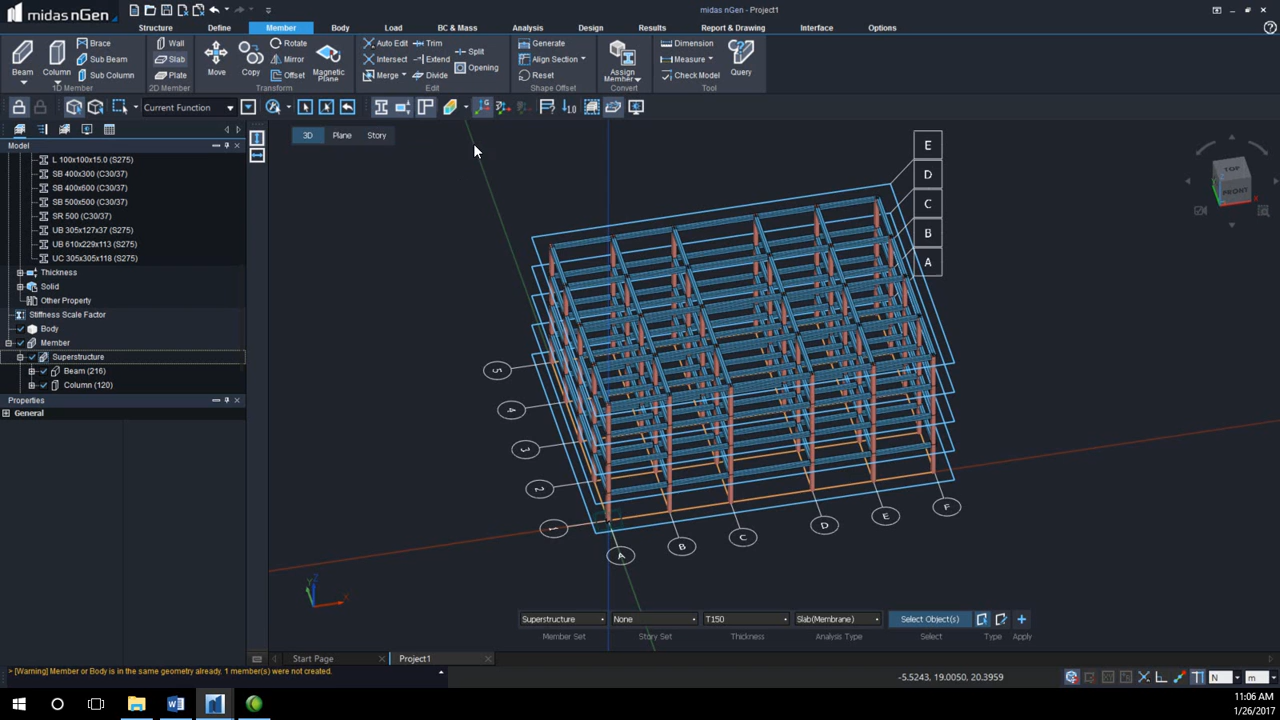 midas nGen
midas nGen - Project1
Structure Define Member Body Load BC & Mass Analysis Design Results Report & Drawing Interface Options
Beam
Column
Brace
Sub Beam
Sub Column
1D Member
Wall
Slab
Plate
2D Member
Move
Copy
Rotate
Mirror
Offset
Magnetic Plane
Transform
Auto Edit
Intersect
Merge
Trim
Extend
Divide
Split
Opening
Edit
Generate
Align Section
Reset
Shape Offset
Assign Member
Convert
Dimension
Measure
Check Model
Query
Tool
Current Function
3D Plane Story
Model
L 100x100x15.0 (S275)
SB 400x300 (C30/37)
SB 400x600 (C30/37)
SB 500x500 (C30/37)
SR 500 (C30/37)
UB 305x127x37 (S275)
UB 610x229x113 (S275)
UC 305x305x118 (S275)
Thickness
Solid
Other Property
Stiffness Scale Factor
Body
Member
Superstructure
Beam (216)
Column (120)
Properties
General
E
D
C
B
A
TOP
FRONT
5
4
3
2
1
A B C D E F
Z
Y
X
Superstructure None T150 Slab(Membrane) Select Object(s)
Member Set Story Set Thickness Analysis Type Select Type Apply
Start Page Project1
> [Warning] Member or Body is in the same geometry already. 1 member(s) were not created.
-5.5243, 19.0050, 20.3959
N m
11:06 AM
1/26/2017